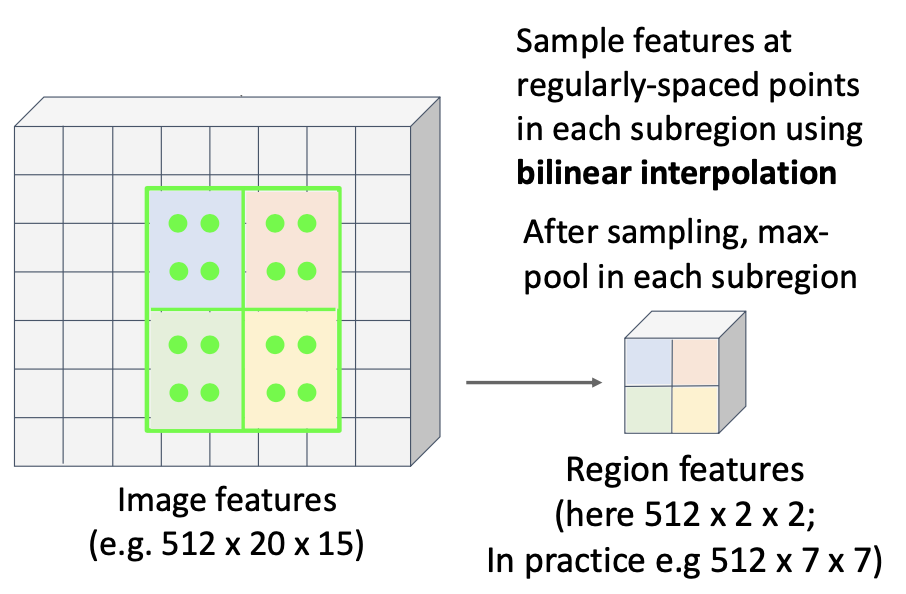 Sample features at
regularly-spaced points
in each subregion using
bilinear interpolation
After sampling, max-
pool in each subregion
Image features
(e.g. 512 x 20 x 15)
Region features
(here 512 x 2 x 2;
In practice e.g 512 x 7 x 7)